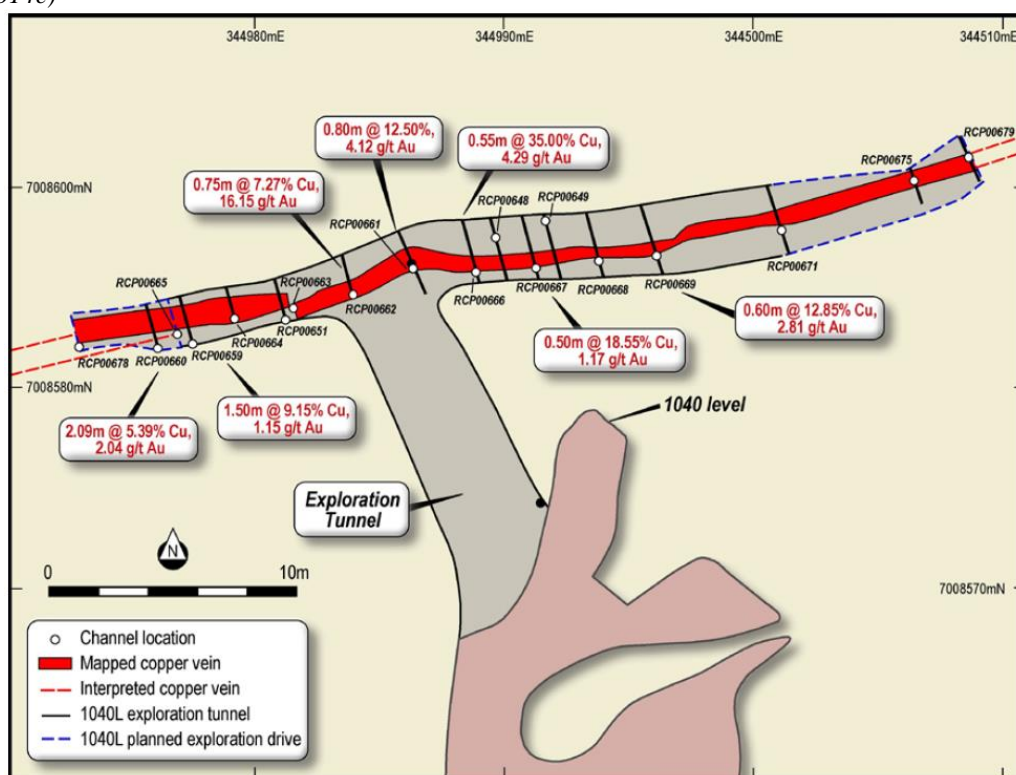 344980mE
344990mE
344500mE
344510mE
RCP00679
0.80m @ 12.50%,
4.12 g/t Au
0.55m @ 35.00% Cu,
4.29 g/t Au
RCP00675
7008600mN
0.75m @ 7.27% Cu,
16.15 g/t Au
RCP00648
RCP00649
RCP00661
RCP00665
RCP00663
RCP00671
RCP00662
RCP00666
RCP00667
RCP00668
RCP00669
RCP00651
RCP00664
RCP00678
RCP00660
RCP00659
0.60m @ 12.85% Cu,
2.81 g/t Au
0.50m @ 18.55% Cu,
1.17 g/t Au
7008580mN
1.50m @ 9.15% Cu,
1.15 g/t Au
1040 level
2.09m @ 5.39% Cu,
2.04 g/t Au
Exploration
Tunnel
N
0
10m
7008570mN
Channel location
Mapped copper vein
Interpreted copper vein
1040L exploration tunnel
1040L planned exploration drive